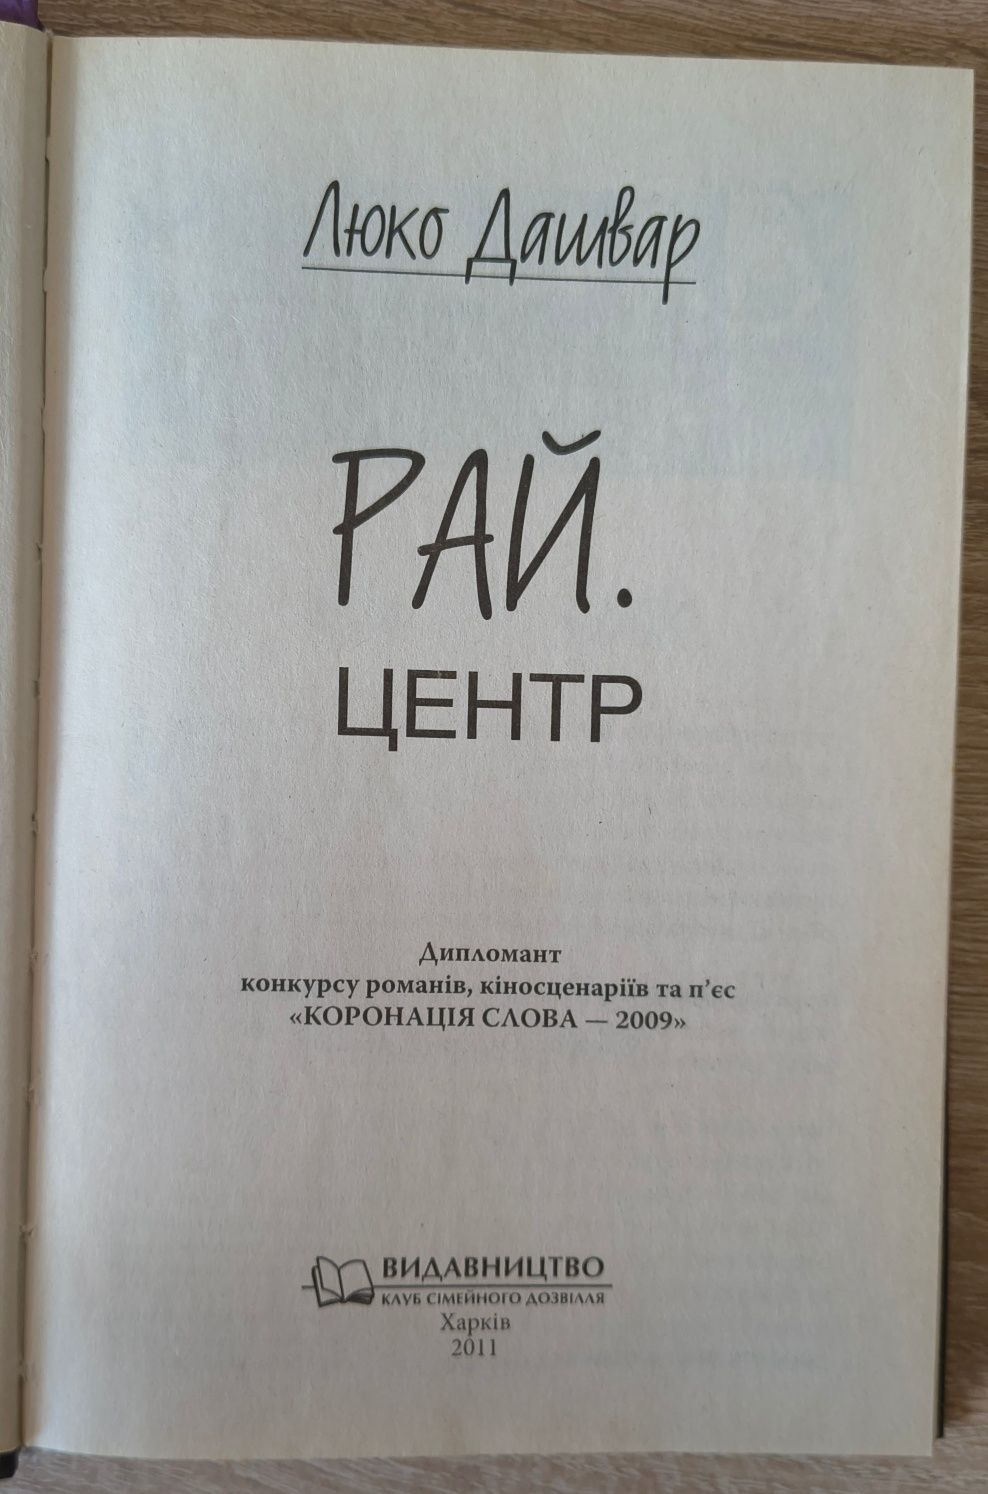 Люко Дашвар
РАЙ.
ЦЕНТР
Дипломант
конкурсу романів, кіносценаріїв та п’єс
«КОРОНАЦІЯ СЛОВА — 2009»
ВИДАВНИЦТВО
КЛУБ СІМЕЙНОГО ДОЗВІЛЛЯ
Харків
2011